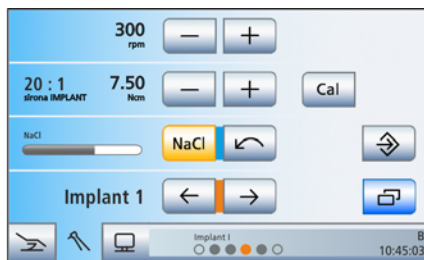 300
rpm
20 : 1 7.50
sirona IMPLANT Ncm
Cal
NaCl
NaCl
Implant 1
Implant I
B
10:45:03